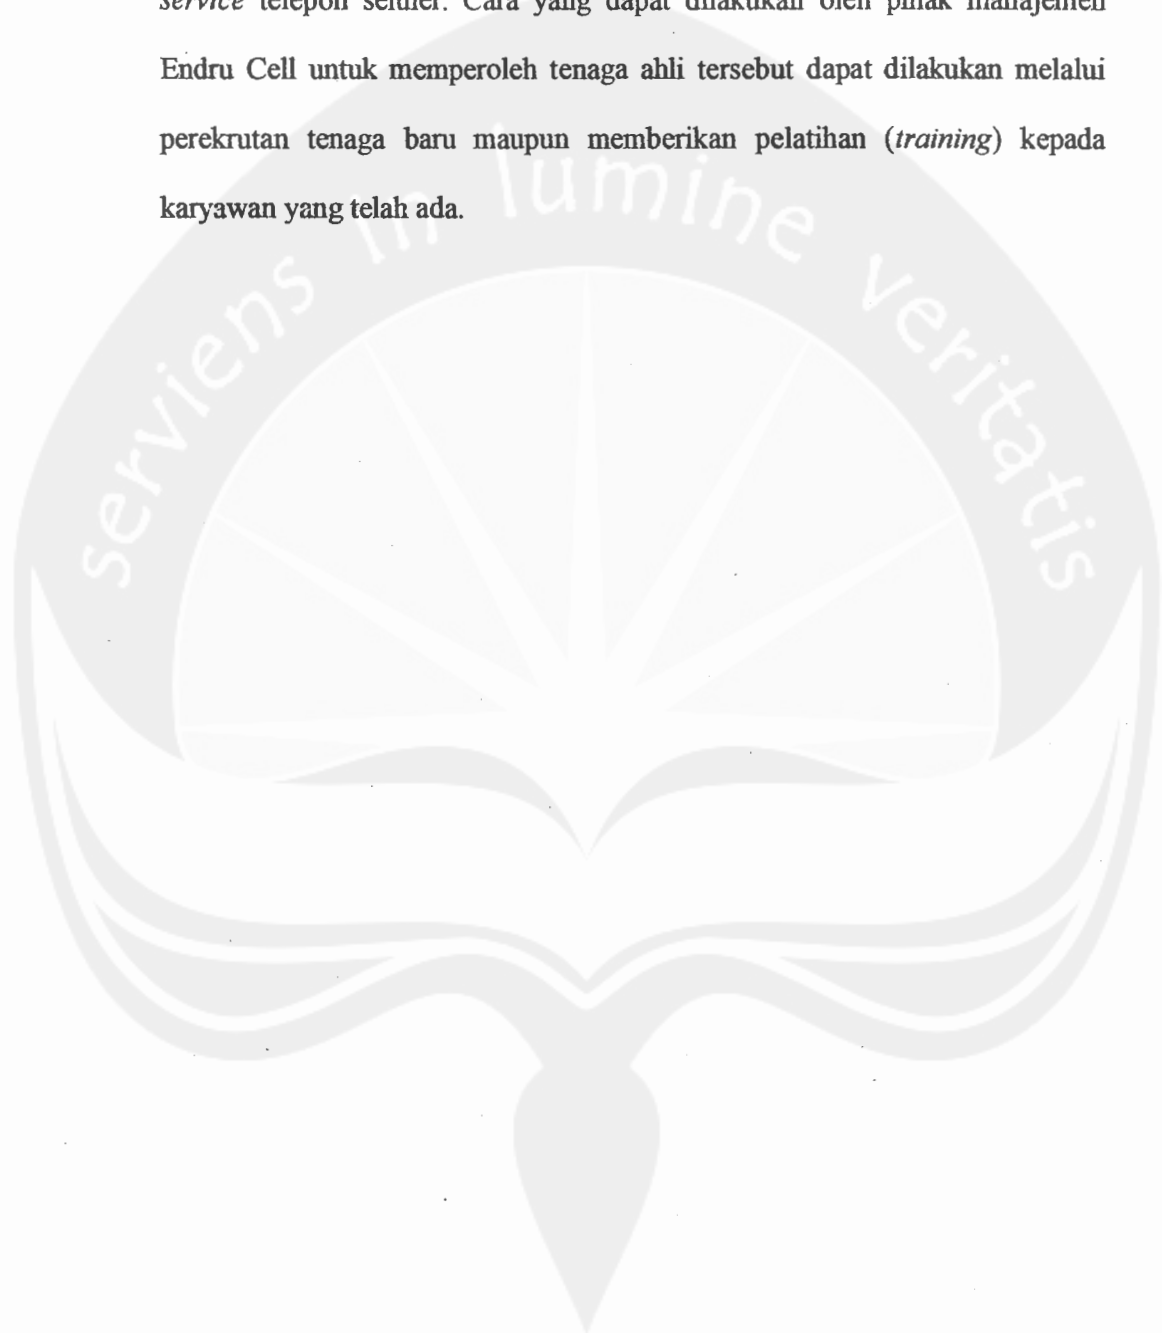 service telepon seluler. Cara yang dapat dilakukan oleh pihak manajemen
Endru Cell untuk memperoleh tenaga ahli tersebut dapat dilakukan melalui
perekrutan tenaga baru maupun memberikan pelatihan (training) kepada
karyawan yang telah ada.
serviens in lumine veritatis